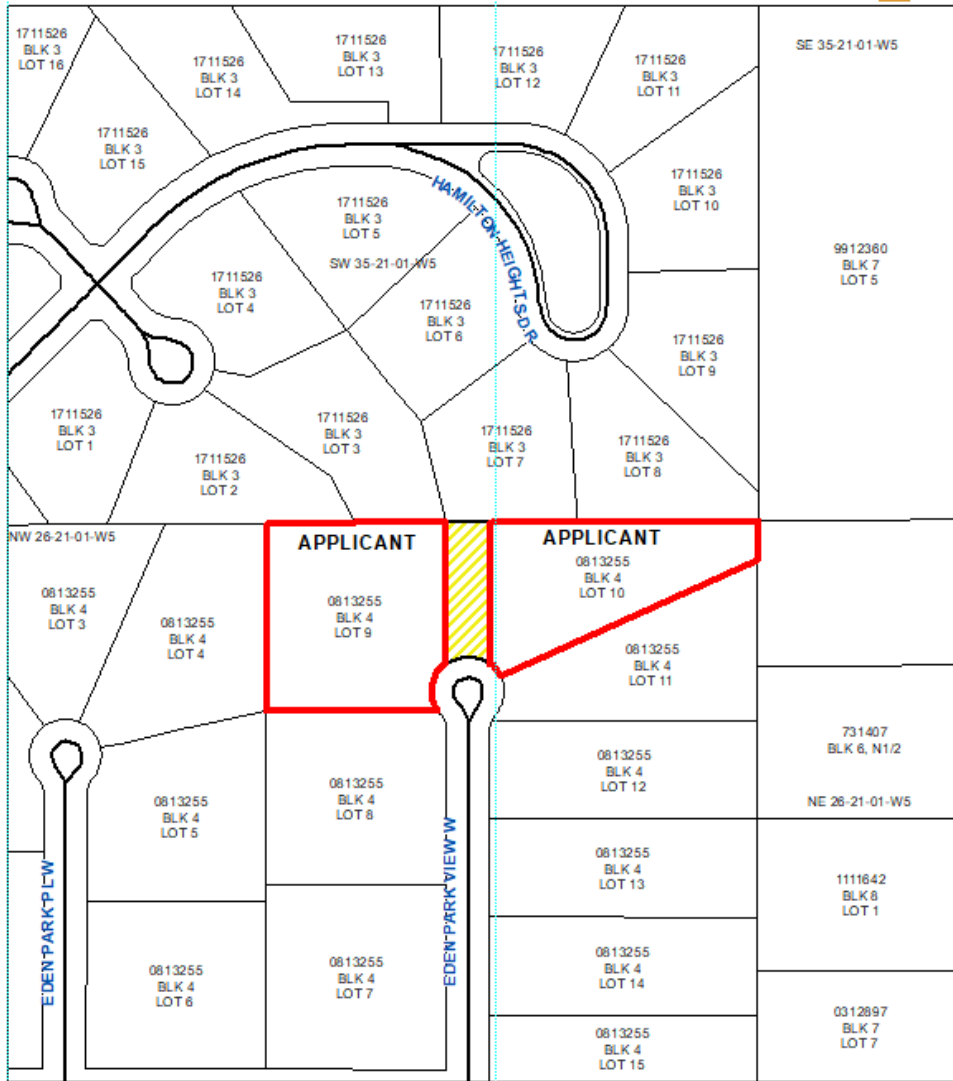 1711526
BLK 3
LOT 16
1711526
BLK 3
LOT 14
1711526
BLK 3
LOT 13
1711526
BLK 3
LOT 12
1711526
BLK 3
LOT 11
SE 35-21-01-W5
1711526
BLK 3
LOT 15
1711526
BLK 3
LOT 10
1711526
BLK 3
LOT 5
HAMILTON HEIGHTS DR
SW 35-21-01-W5
9912360
BLK 7
LOT 5
1711526
BLK 3
LOT 4
1711526
BLK 3
LOT 6
1711526
BLK 3
LOT 9
1711526
BLK 3
LOT 1
1711526
BLK 3
LOT 2
1711526
BLK 3
LOT 3
1711526
BLK 3
LOT 7
1711526
BLK 3
LOT 8
NW 26-21-01-W5
APPLICANT
APPLICANT
0813255
BLK 4
LOT 10
0813255
BLK 4
LOT 3
0813255
BLK 4
LOT 4
0813255
BLK 4
LOT 9
0813255
BLK 4
LOT 11
731407
BLK 6, N1/2
0813255
BLK 4
LOT 12
NE 26-21-01-W5
0813255
BLK 4
LOT 5
0813255
BLK 4
LOT 8
EDEN PARK PL W
EDEN PARK VIEW W
0813255
BLK 4
LOT 13
1111642
BLK 8
LOT 1
0813255
BLK 4
LOT 6
0813255
BLK 4
LOT 7
0813255
BLK 4
LOT 14
0312897
BLK 7
LOT 7
0813255
BLK 4
LOT 15